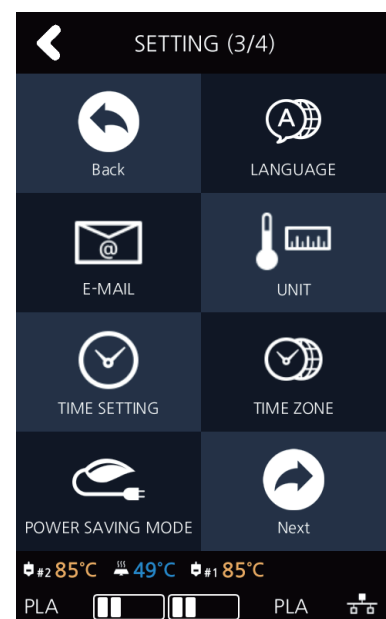 SETTING (3/4)
Back
LANGUAGE
E-MAIL
UNIT
TIME SETTING
TIME ZONE
POWER SAVING MODE
Next
#2 85°C 49°C #1 85°C
PLA PLA